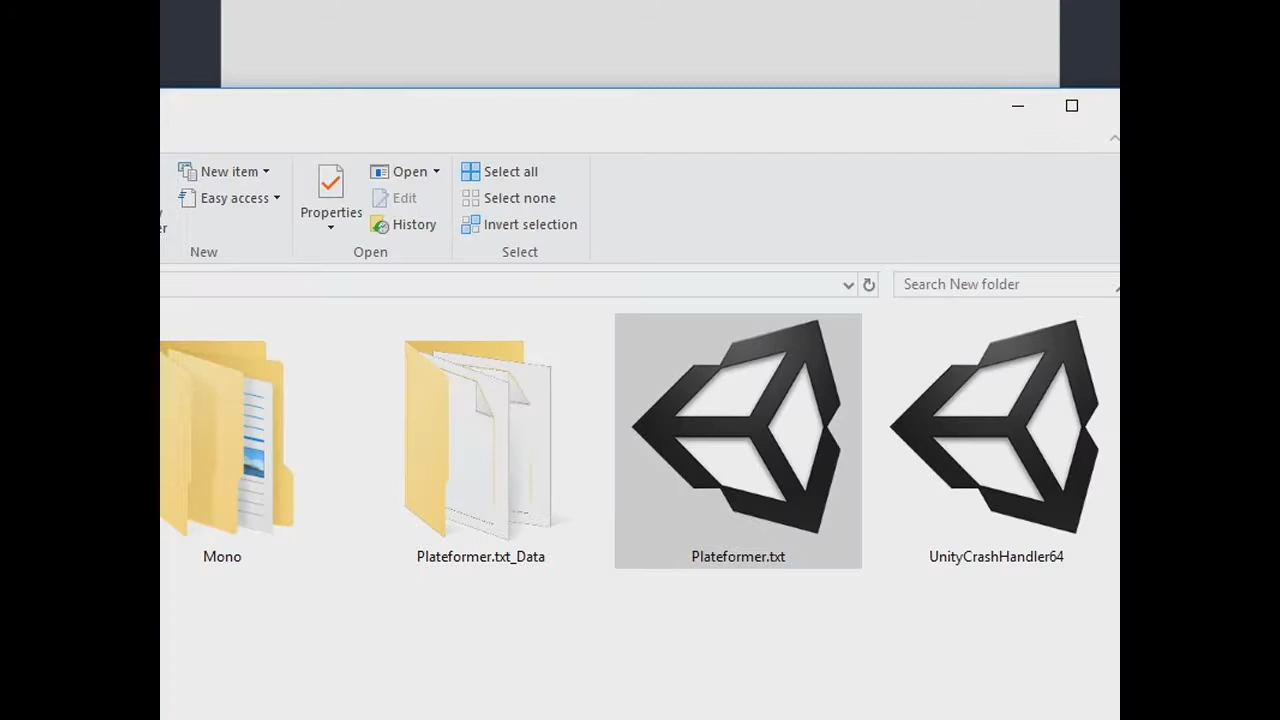 New item
Easy access
er
New
Properties
Open
Edit
History
Open
Select all
Select none
Invert selection
Select
Search New folder
Mono
Plateformer.txt_Data
Plateformer.txt
UnityCrashHandler64